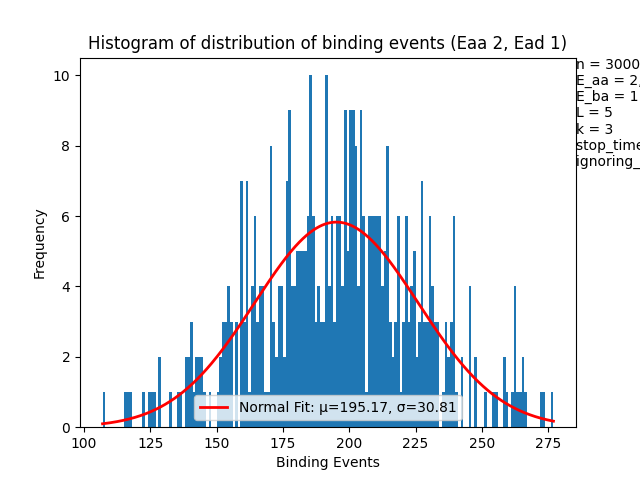 Histogram of distribution of binding events (Eaa 2, Ead 1)
n = 3000
E_aa = 2,
E_ba = 1
L = 5
k = 3
stop_time
ignoring_
10
8
6
4
2
0
Frequency
Normal Fit: μ=195.17, σ=30.81
100 125 150 175 200 225 250 275
Binding Events